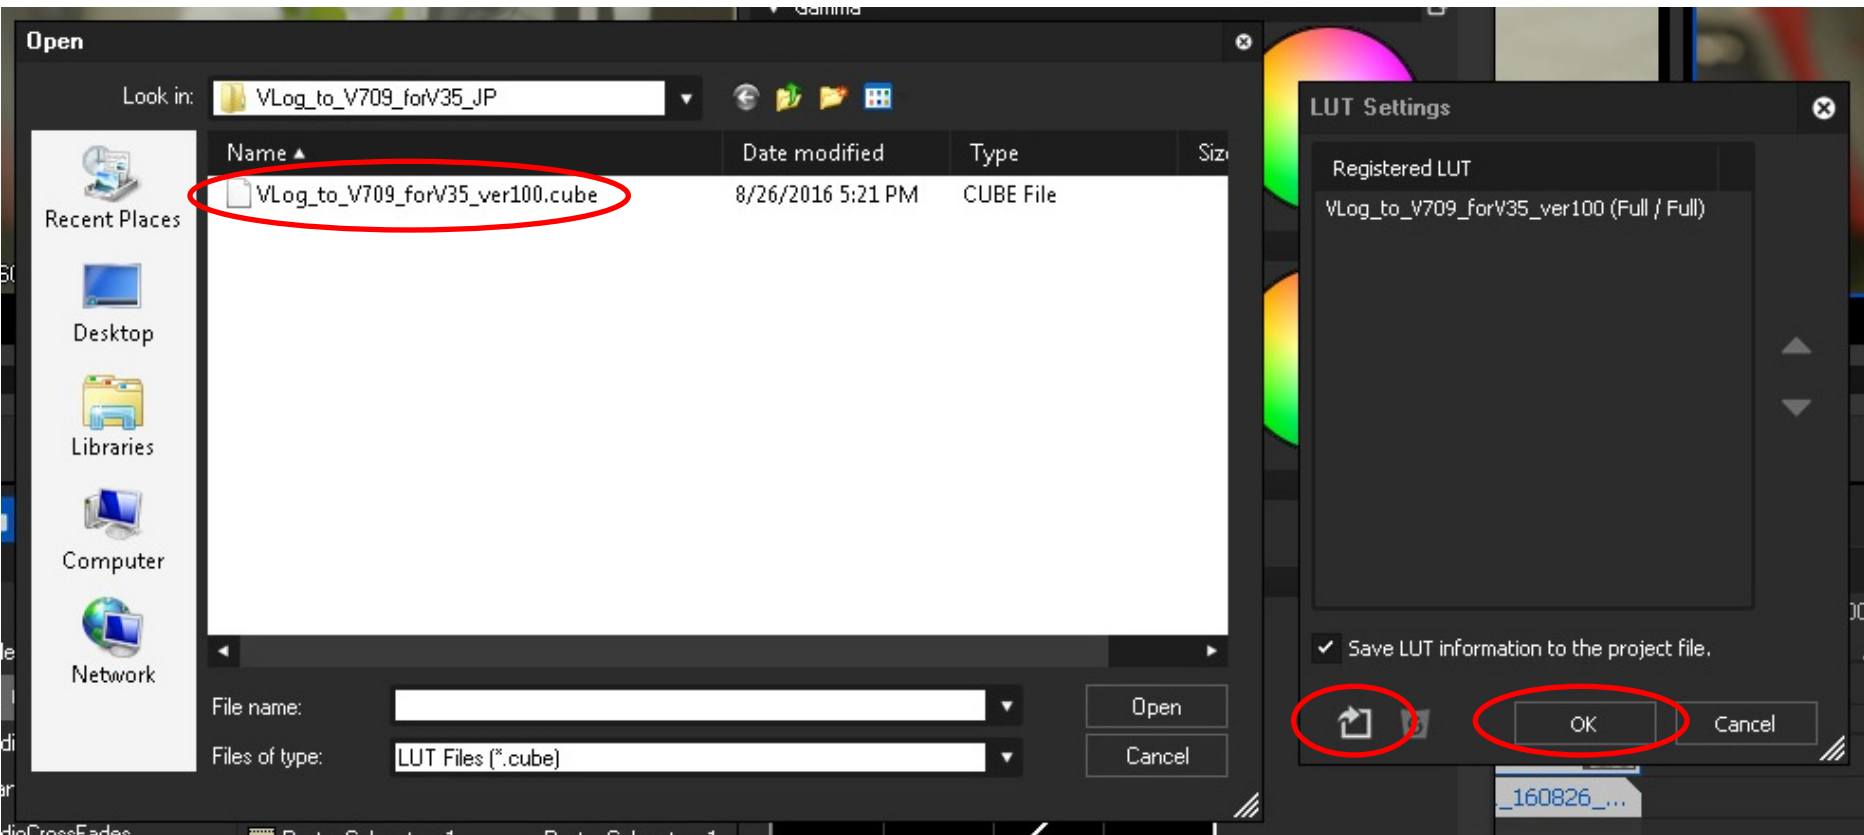 Gamma
Open
Look in:
VLog_to_V709_forV35_JP
Name
Date modified
Type
VLog_to_V709_forV35_ver100.cube
8/26/2016 5:21 PM
CUBE File
Recent Places
Desktop
Libraries
Computer
Network
File name:
Open
Files of type:
LUT Files (*.cube)
Cancel
LUT Settings
Registered LUT
VLog_to_V709_forV35_ver100 (Full / Full)
Save LUT information to the project file.
OK
Cancel
_160826_...